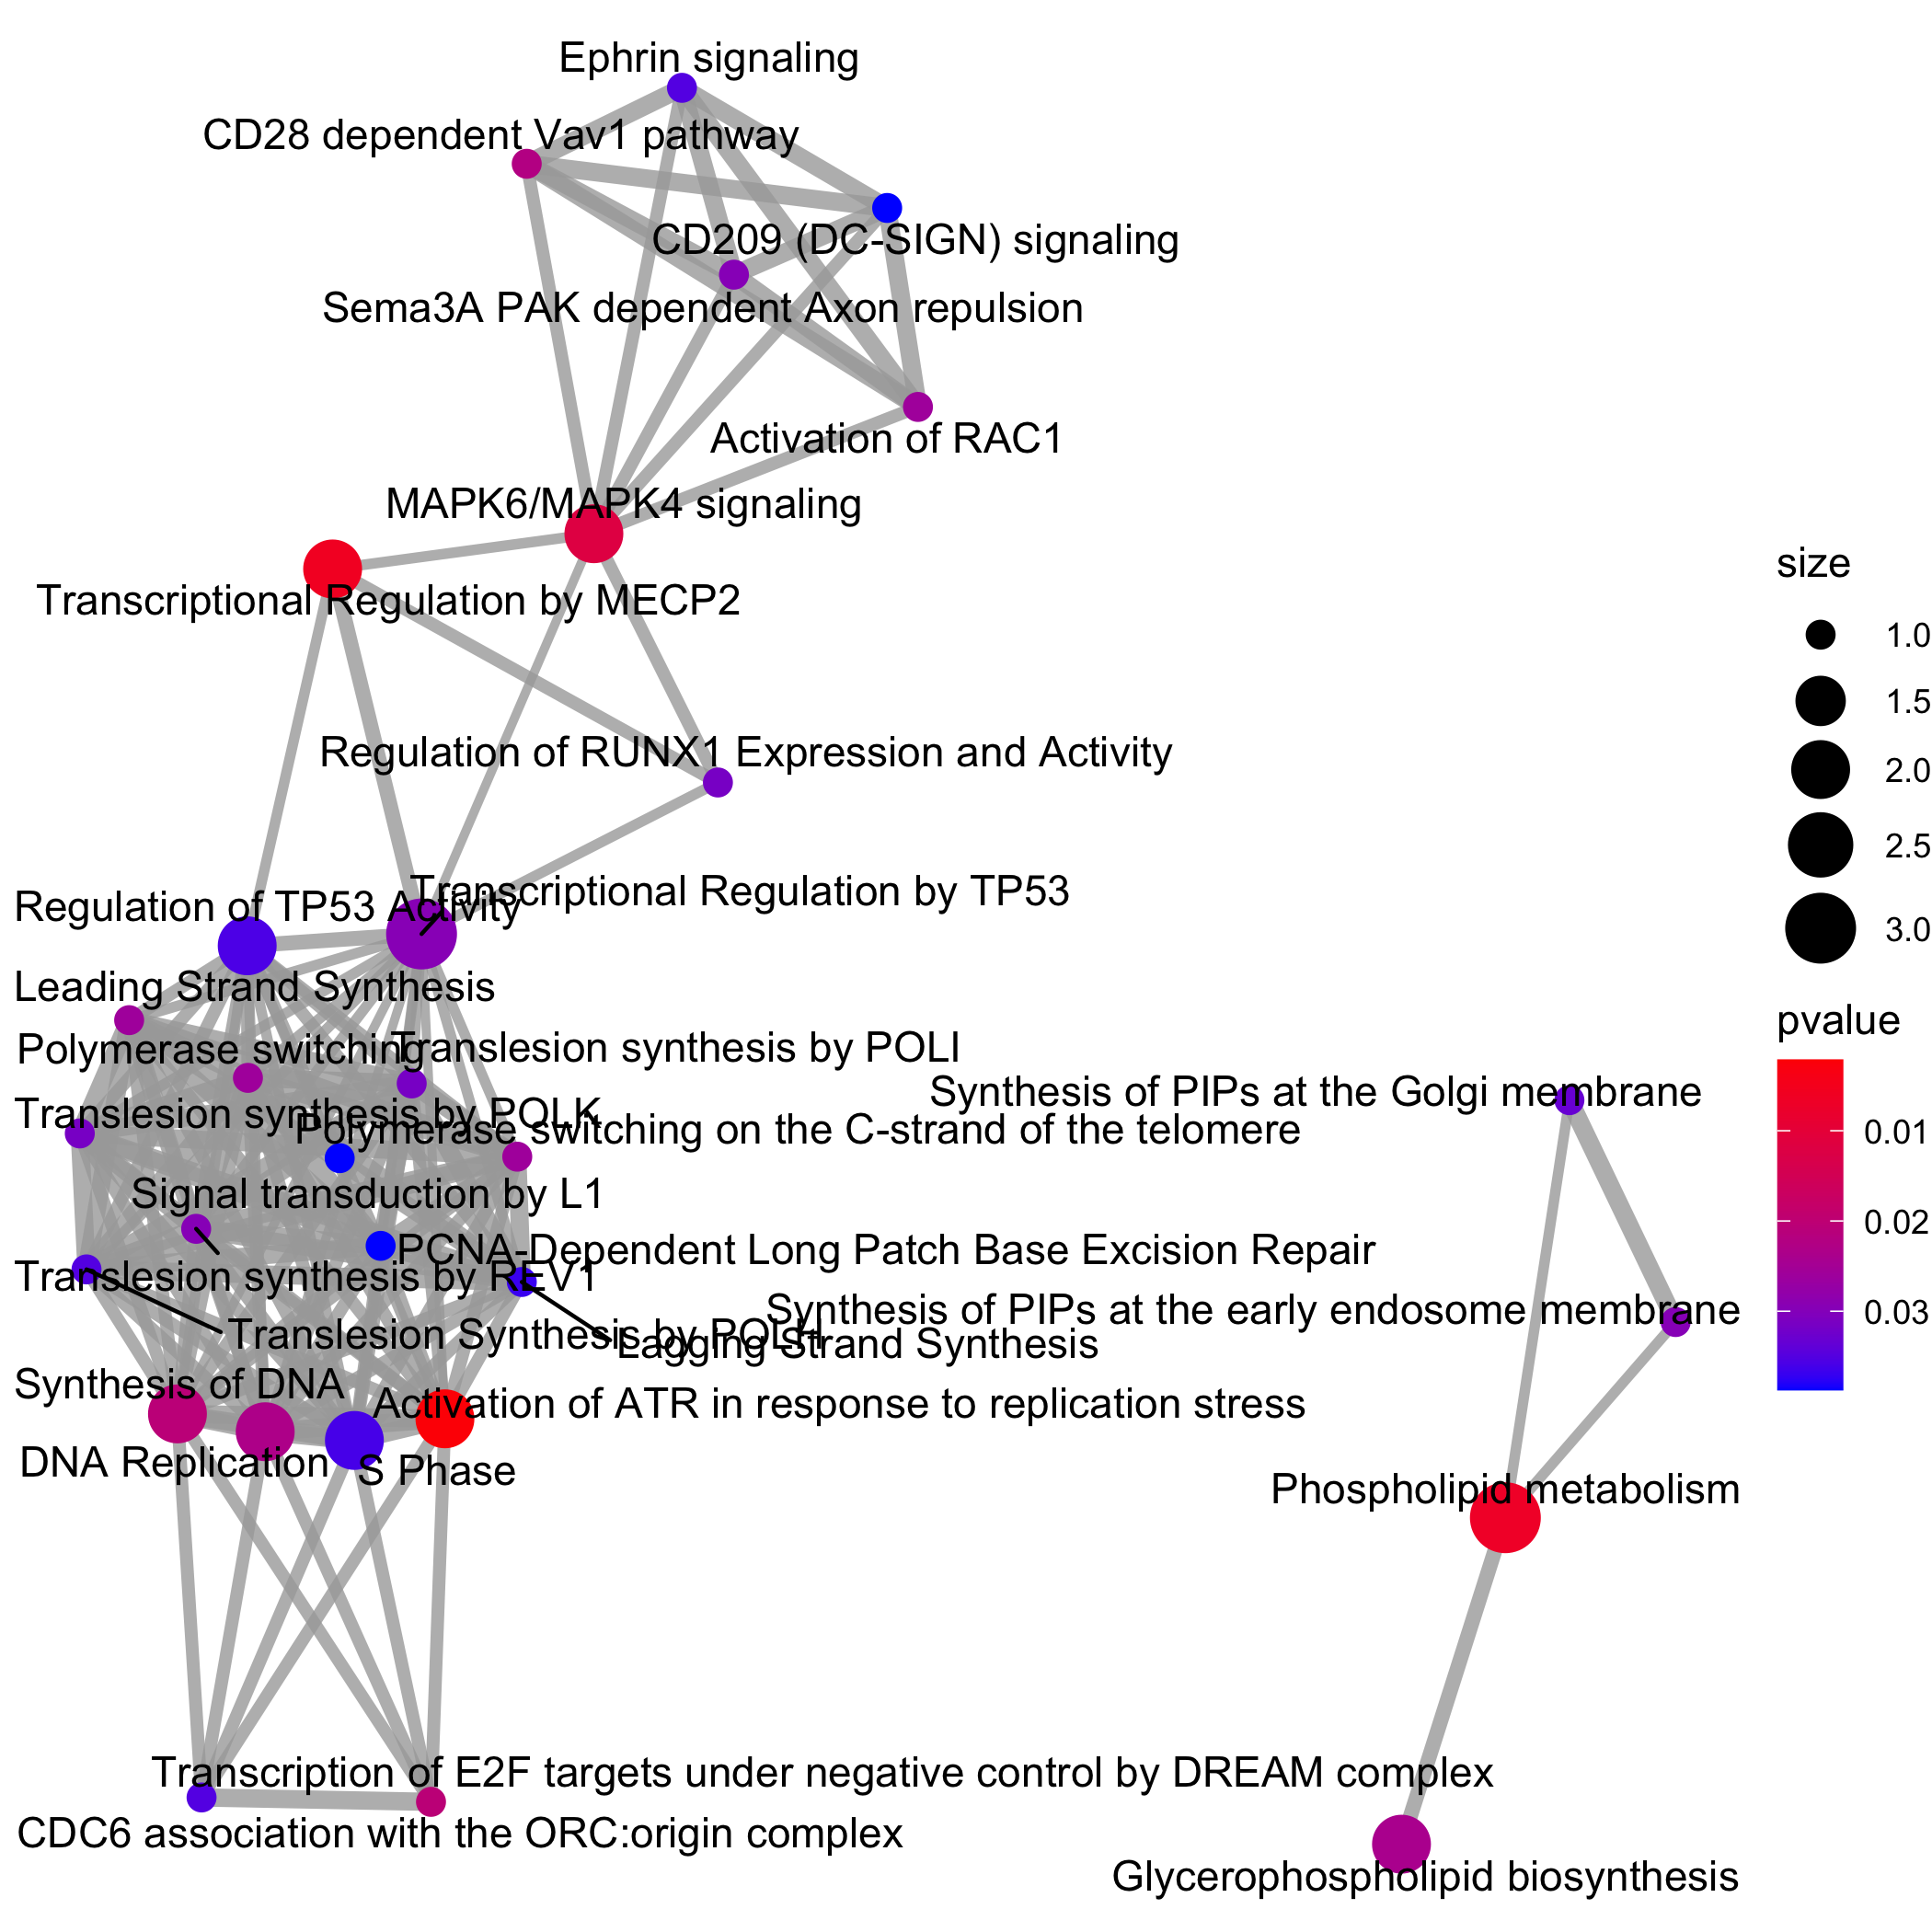 Ephrin signaling
CD28 dependent Vav1 pathway
CD209 (DC-SIGN) signaling
Sema3A PAK dependent Axon repulsion
Activation of RAC1
MAPK6/MAPK4 signaling
Transcriptional Regulation by MECP2
Regulation of RUNX1 Expression and Activity
Transcriptional Regulation by TP53
Regulation of TP53 Activity
Leading Strand Synthesis
Polymerase switching
Translesion synthesis by POLI
Translesion synthesis by POLK
Polymerase switching on the C-strand of the telomere
Signal transduction by L1
PCNA-Dependent Long Patch Base Excision Repair
Translesion synthesis by REV1
Translesion Synthesis by POLH
Lagging Strand Synthesis
Synthesis of DNA
Activation of ATR in response to replication stress
DNA Replication
S Phase
Transcription of E2F targets under negative control by DREAM complex
CDC6 association with the ORC:origin complex
Synthesis of PIPs at the Golgi membrane
Synthesis of PIPs at the early endosome membrane
Phospholipid metabolism
Glycerophospholipid biosynthesis
size
1.0
1.5
2.0
2.5
3.0
pvalue
0.01
0.02
0.03